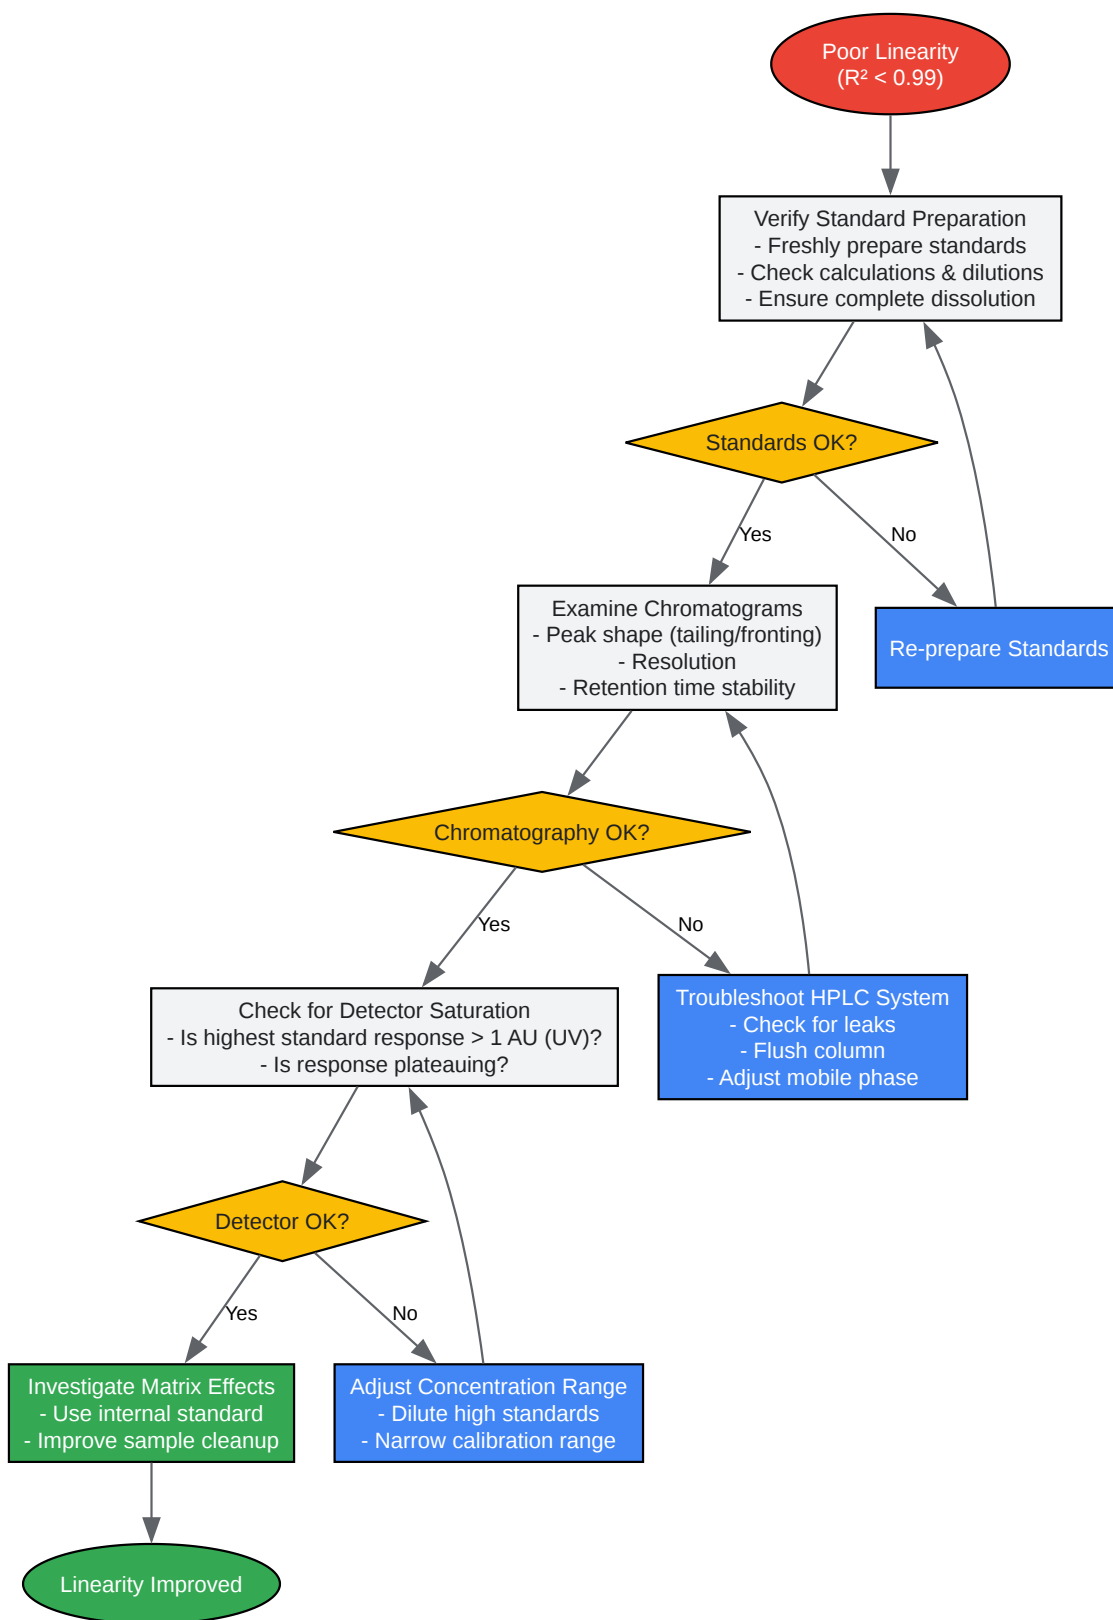 Poor Linearity
(R² < 0.99)
Verify Standard Preparation
- Freshly prepare standards
- Check calculations & dilutions
- Ensure complete dissolution
Standards OK?
Yes
No
Examine Chromatograms
- Peak shape (tailing/fronting)
- Resolution
- Retention time stability
Re-prepare Standards
Chromatography OK?
Yes
No
Check for Detector Saturation
- Is highest standard response > 1 AU (UV)?
- Is response plateauing?
Troubleshoot HPLC System
- Check for leaks
- Flush column
- Adjust mobile phase
Detector OK?
Yes
No
Investigate Matrix Effects
- Use internal standard
- Improve sample cleanup
Adjust Concentration Range
- Dilute high standards
- Narrow calibration range
Linearity Improved